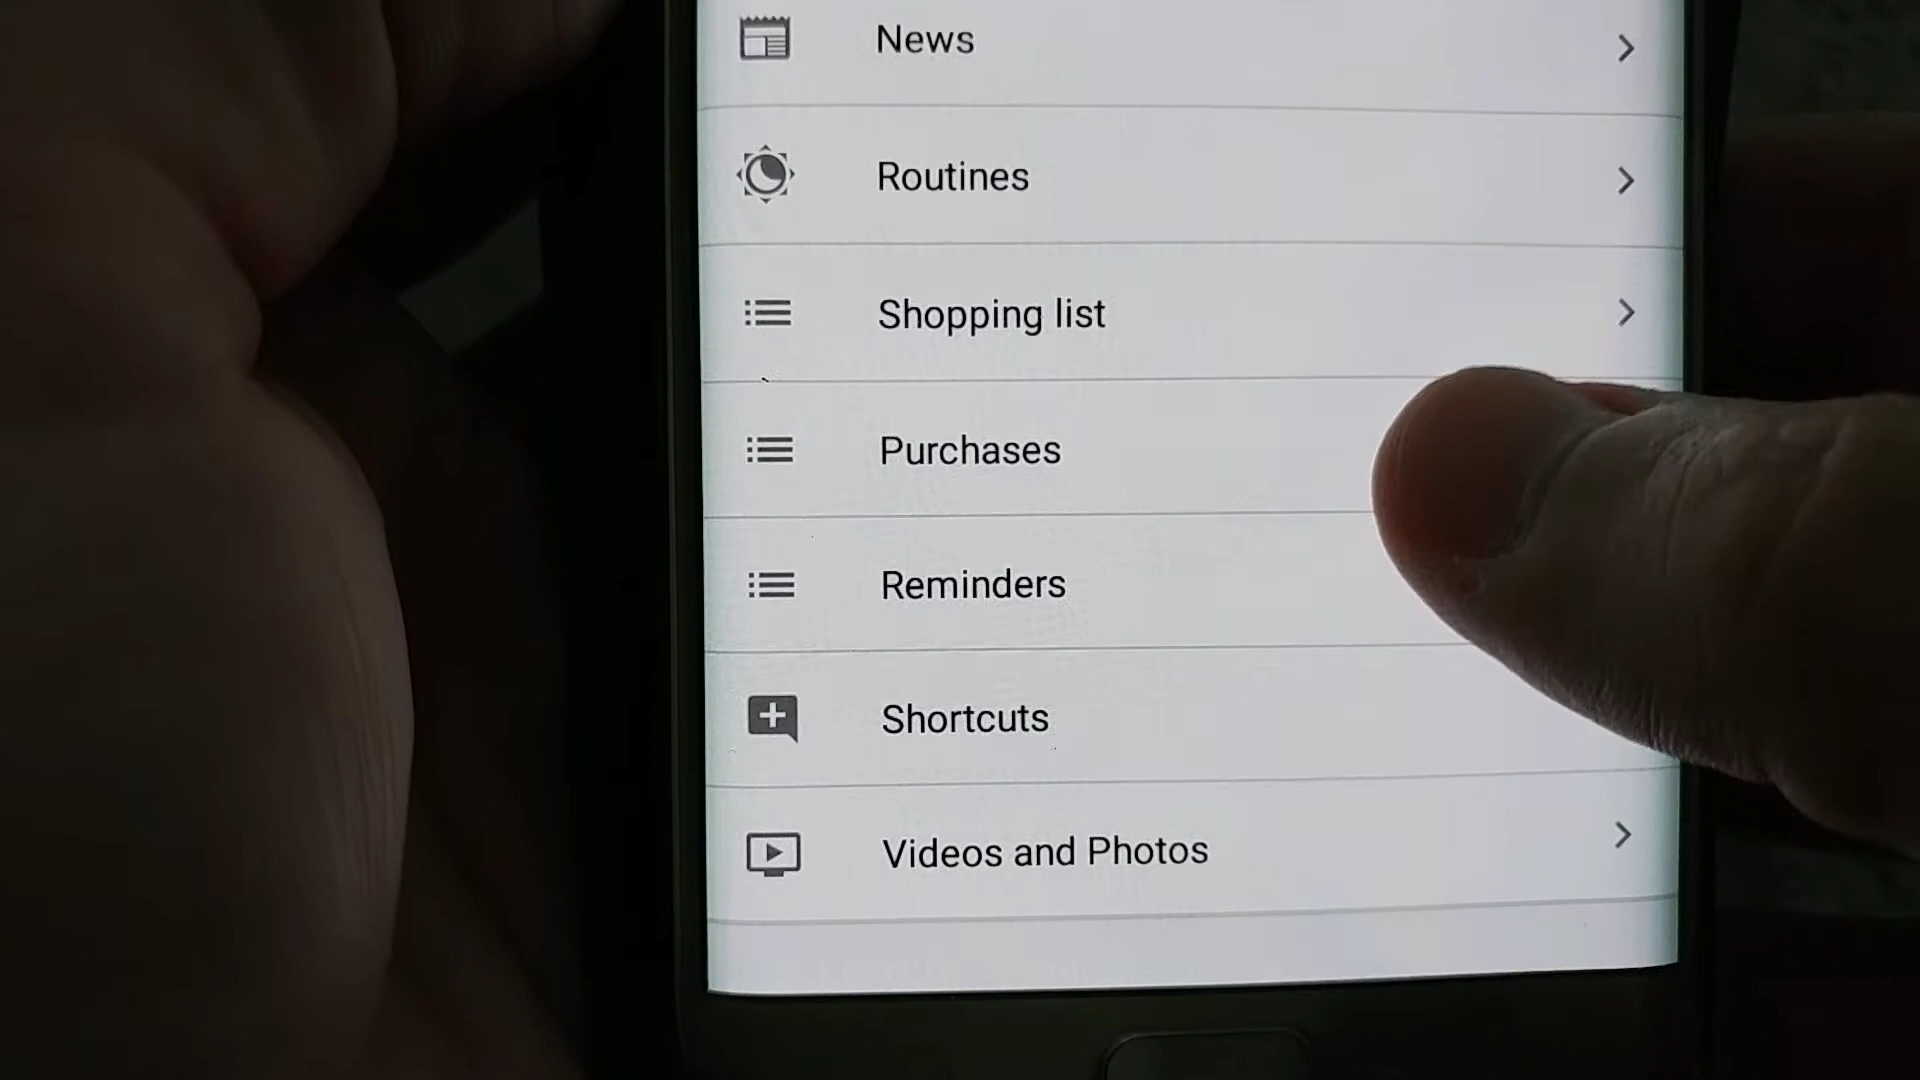 News
Routines
Shopping list
Purchases
Reminders
Shortcuts
Videos and Photos